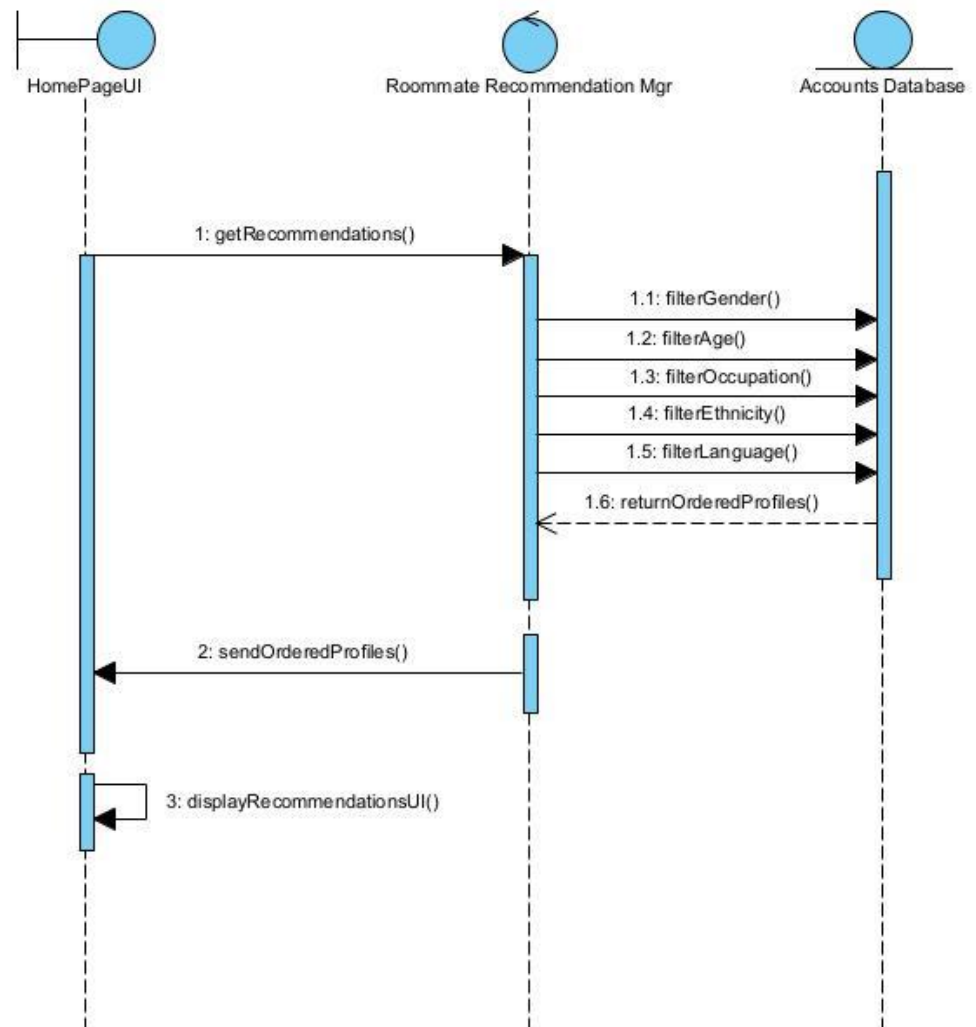 HomePageUI
Roommate Recommendation Mgr
Accounts Database
1: getRecommendations()
1.1: filterGender()
1.2: filterAge()
1.3: filterOccupation()
1.4: filterEthnicity()
1.5: filterLanguage()
1.6: returnOrderedProfiles()
2: sendOrderedProfiles()
3: displayRecommendationsUI()